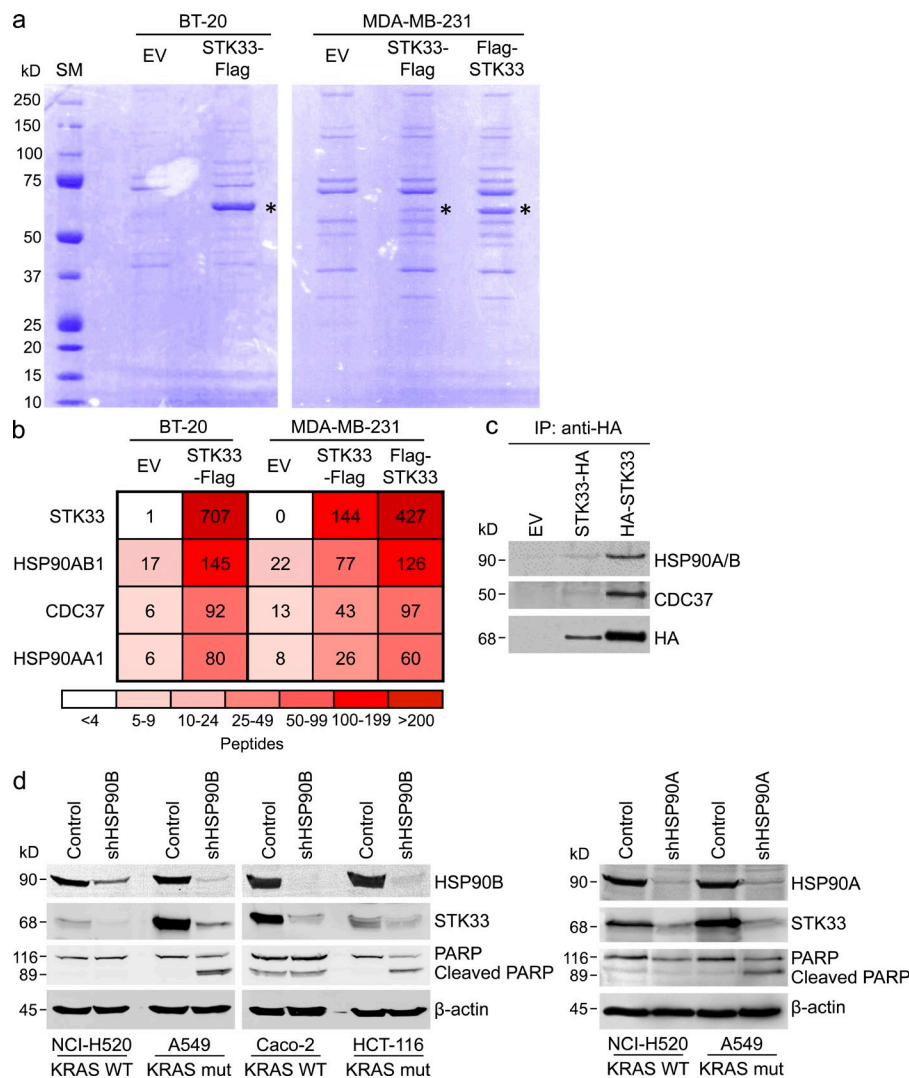 a
BT-20 MDA-MB-231
EV STK33-Flag EV STK33-Flag Flag-STK33
kD SM
250
150
100
75
* * *
50
37
25
20
15
10
b
BT-20 MDA-MB-231
EV STK33-Flag EV STK33-Flag Flag-STK33
STK33 1 707 0 144 427
HSP90AB1 17 145 22 77 126
CDC37 6 92 13 43 97
HSP90AA1 6 80 8 26 60
<4 5-9 10-24 25-49 50-99 100-199 >200
Peptides
c
IP: anti-HA
kD EV STK33-HA HA-STK33
90 HSP90A/B
50 CDC37
68 HA
d
kD Control shHSP90B Control shHSP90B Control shHSP90B Control shHSP90B
90 HSP90B
68 STK33
116 PARP
89 Cleaved PARP
45 β-actin
NCI-H520 A549 Caco-2 HCT-116
KRAS WT KRAS mut KRAS WT KRAS mut
kD Control shHSP90A Control shHSP90A
90 HSP90A
68 STK33
116 PARP
89 Cleaved PARP
45 β-actin
NCI-H520 A549
KRAS WT KRAS mut